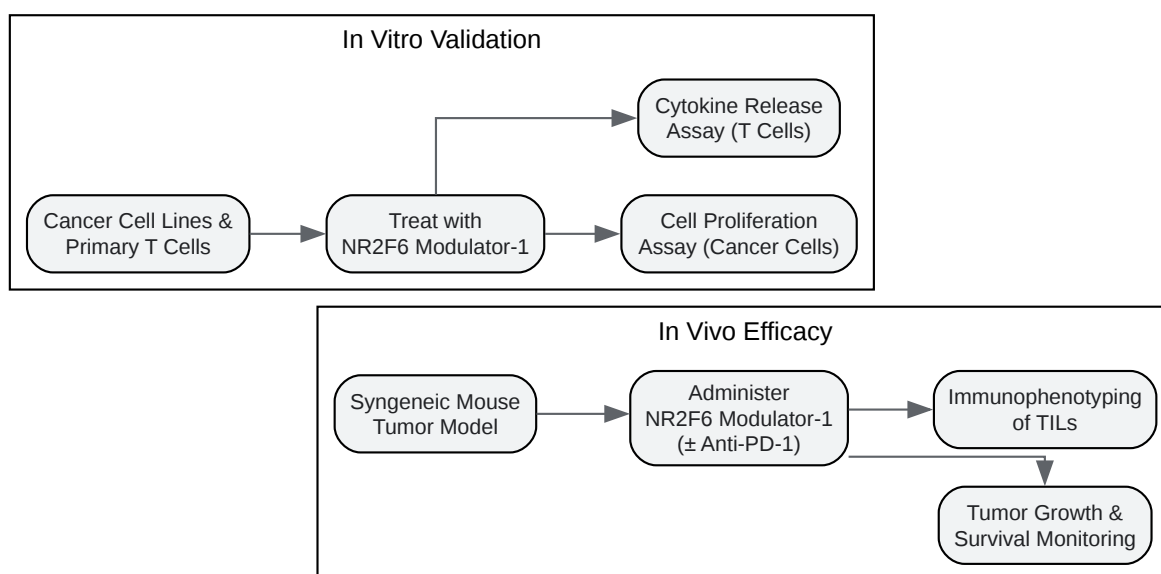 In Vitro Validation
Cytokine Release
Assay (T Cells)
Cancer Cell Lines &
Primary T Cells
Treat with
NR2F6 Modulator-1
Cell Proliferation
Assay (Cancer Cells)
In Vivo Efficacy
Syngeneic Mouse
Tumor Model
Administer
NR2F6 Modulator-1
(± Anti-PD-1)
Immunophenotyping
of TILs
Tumor Growth &
Survival Monitoring